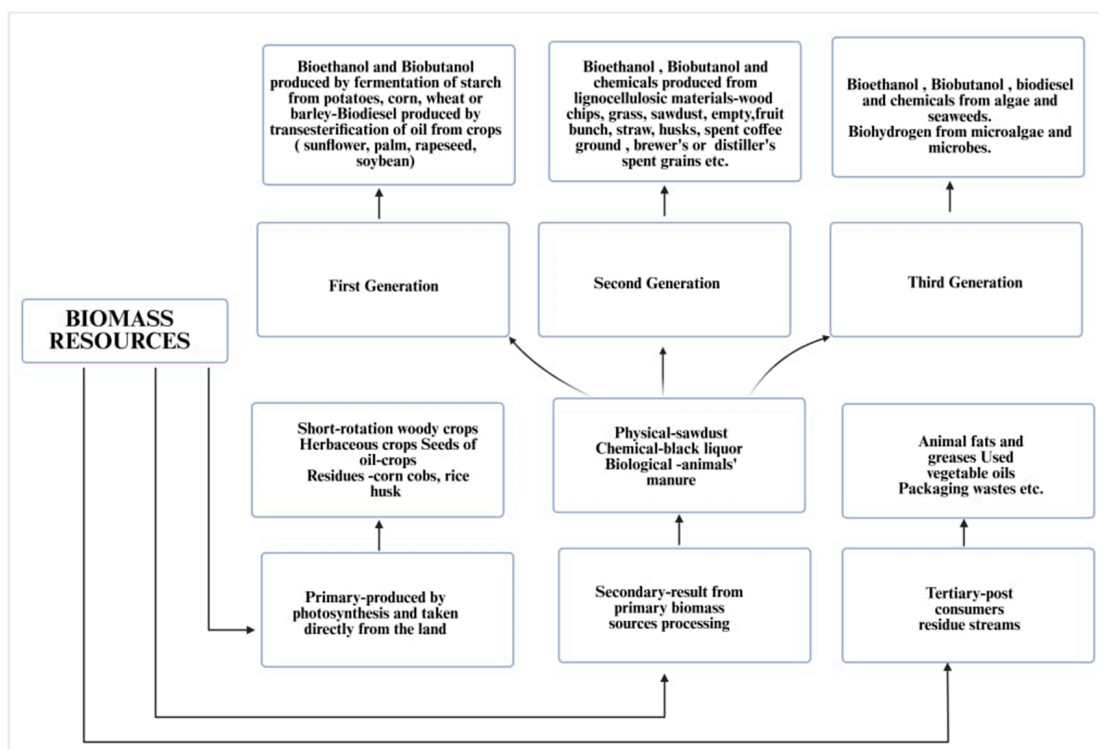 Bioethanol and Biobutanol
produced by fermentation of starch
from potatoes, corn, wheat or
barley-Biodiesel produced by
transesterification of oil from crops
( sunflower, palm, rapeseed,
soybean)
Bioethanol , Biobutanol and
chemicals produced from
lignocellulosic materials-wood
chips, grass, sawdust, empty,fruit
bunch, straw, husks, spent coffee
ground , brewer's or distiller's
spent grains etc.
Bioethanol , Biobutanol , biodiesel
and chemicals from algae and
seaweeds.
Biohydrogen from microalgae and
microbes.
First Generation
Second Generation
Third Generation
BIOMASS
RESOURCES
Short-rotation woody crops
Herbaceous crops Seeds of
oil-crops
Residues -corn cobs, rice
husk
Physical-sawdust
Chemical-black liquor
Biological -animals'
manure
Animal fats and
greases Used
vegetable oils
Packaging wastes etc.
Primary-produced by
photosynthesis and taken
directly from the land
Secondary-result from
primary biomass
sources processing
Tertiary-post
consumers
residue streams